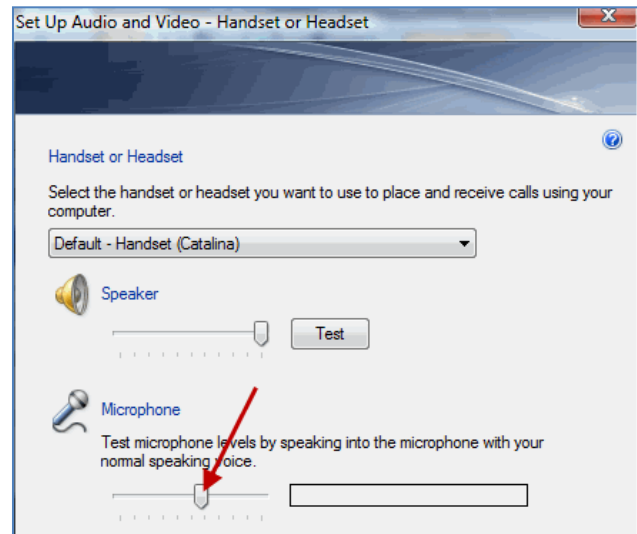 Set Up Audio and Video - Handset or Headset
Handset or Headset
Select the handset or headset you want to use to place and receive calls using your
computer.
Default - Handset (Catalina)
Speaker
Test
Microphone
Test microphone levels by speaking into the microphone with your
normal speaking voice.